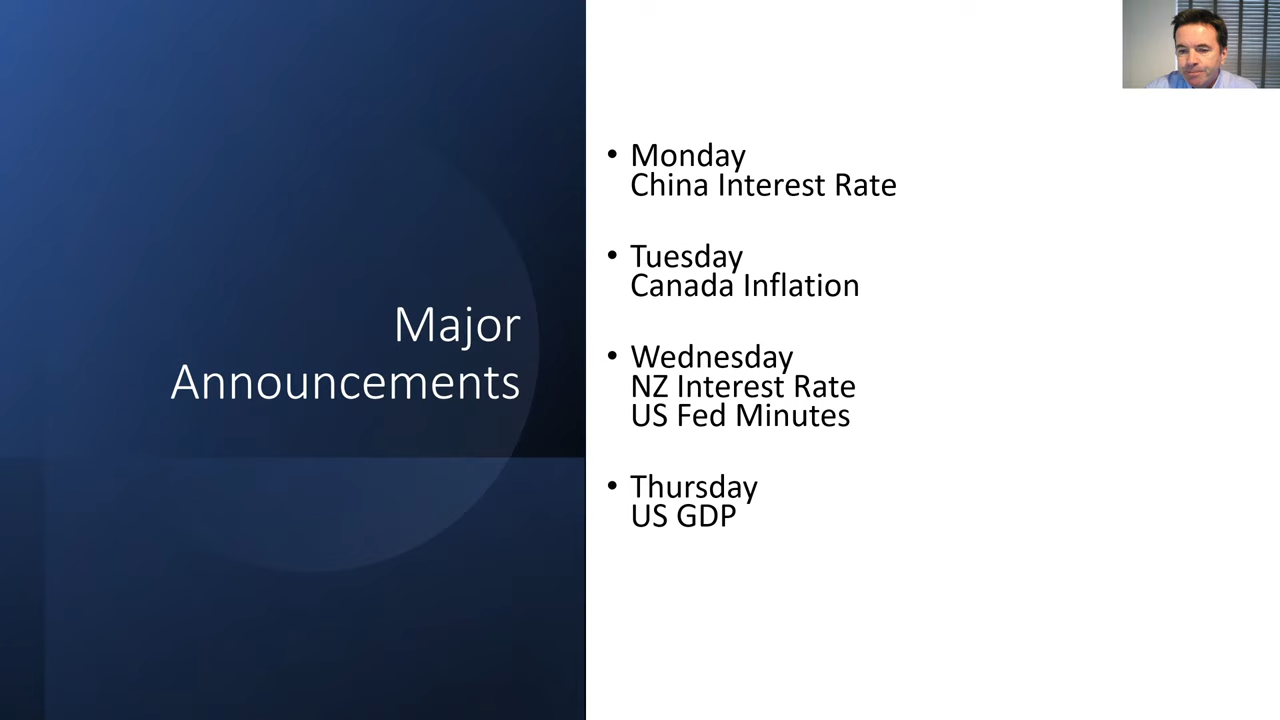 Major
Announcements
• Monday
China Interest Rate
• Tuesday
Canada Inflation
• Wednesday
NZ Interest Rate
US Fed Minutes
• Thursday
US GDP